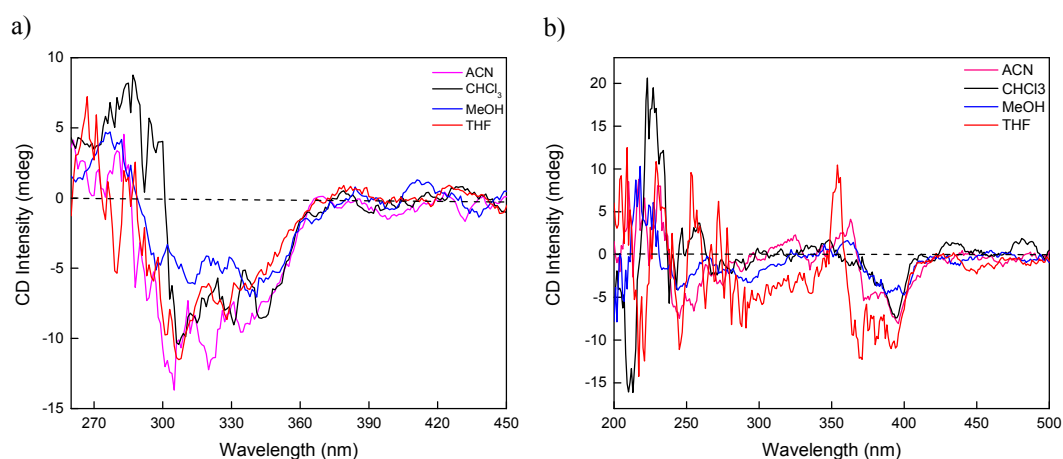 a)
10
5
0
-5
-10
-15
270
300
330
360
390
420
450
CD Intensity (mdeg)
Wavelength (nm)
ACN
CHCl₃
MeOH
THF
b)
20
15
10
5
0
-5
-10
-15
200
250
300
350
400
450
500
CD Intensity (mdeg)
Wavelength (nm)
ACN
CHCl3
MeOH
THF